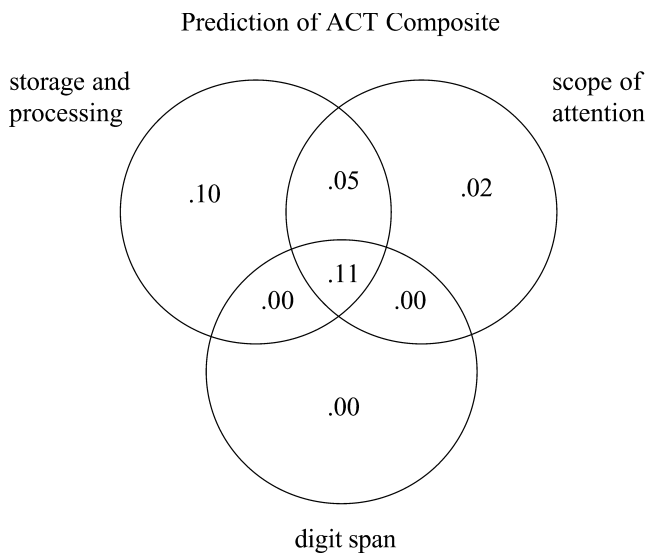 Prediction of ACT Composite
storage and
processing
scope of
attention
.10
.05
.02
.11
.00
.00
.00
digit span